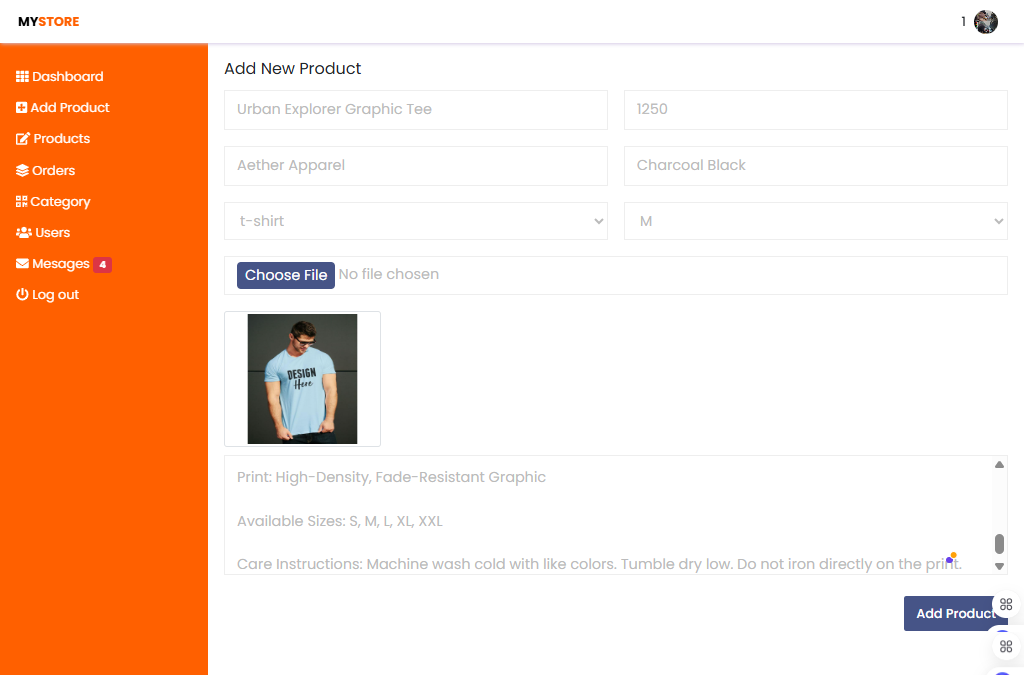 MYSTORE
1
Dashboard
Add Product
Products
Orders
Category
Users
Mesages 4
Log out
Add New Product
Urban Explorer Graphic Tee
1250
Aether Apparel
Charcoal Black
t-shirt
M
Choose File No file chosen
DESIGN
Here
Print: High-Density, Fade-Resistant Graphic
Available Sizes: S, M, L, XL, XXL
Care Instructions: Machine wash cold with like colors. Tumble dry low. Do not iron directly on the print.
Add Product